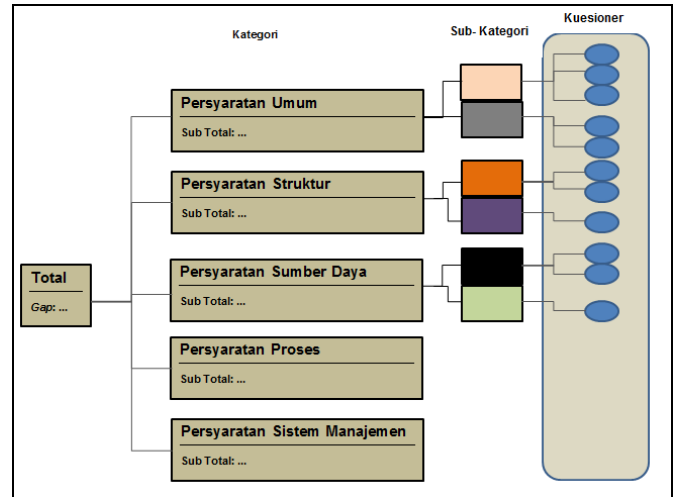 Kategori
Sub- Kategori
Kuesioner
Persyaratan Umum
Sub Total: ...
Persyaratan Struktur
Sub Total: ...
Persyaratan Sumber Daya
Sub Total: ...
Total
Gap: ...
Persyaratan Proses
Sub Total: ...
Persyaratan Sistem Manajemen
Sub Total: ...